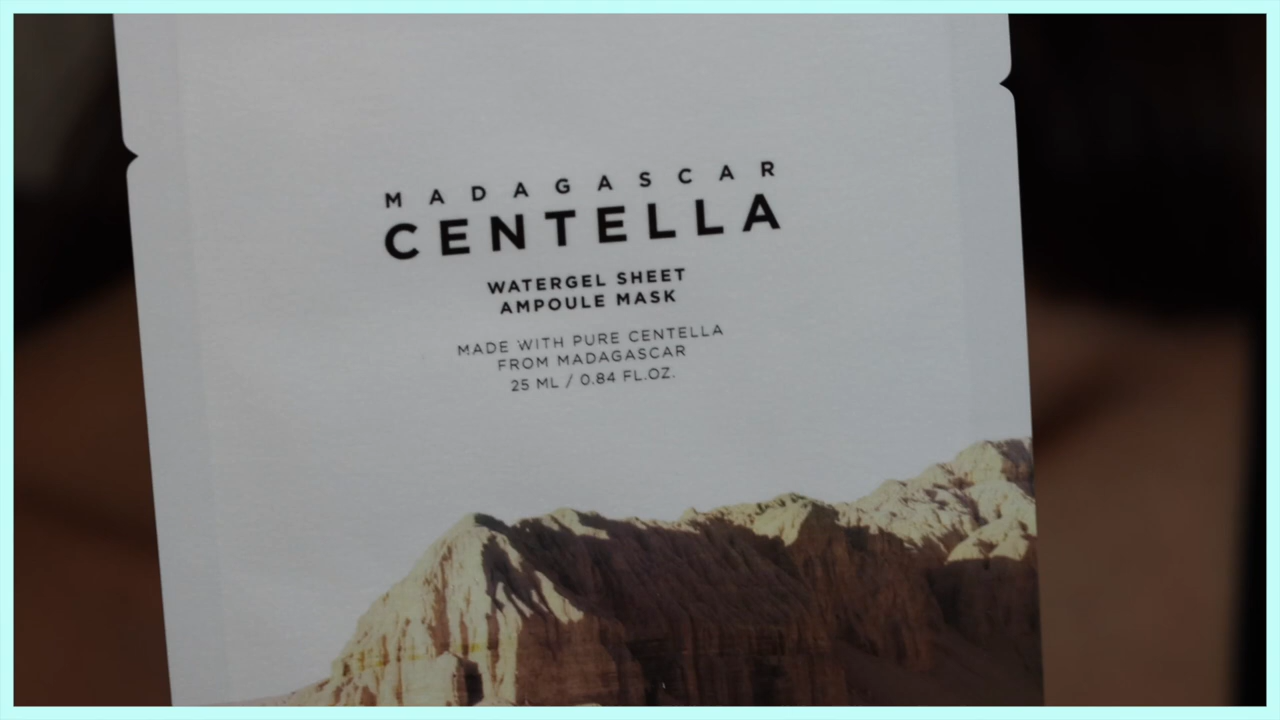 MADAGASCAR
CENTELLA
WATERGEL SHEET
AMPOULE MASK
MADE WITH PURE CENTELLA
FROM MADAGASCAR
25 ML / 0.84 FL.OZ.